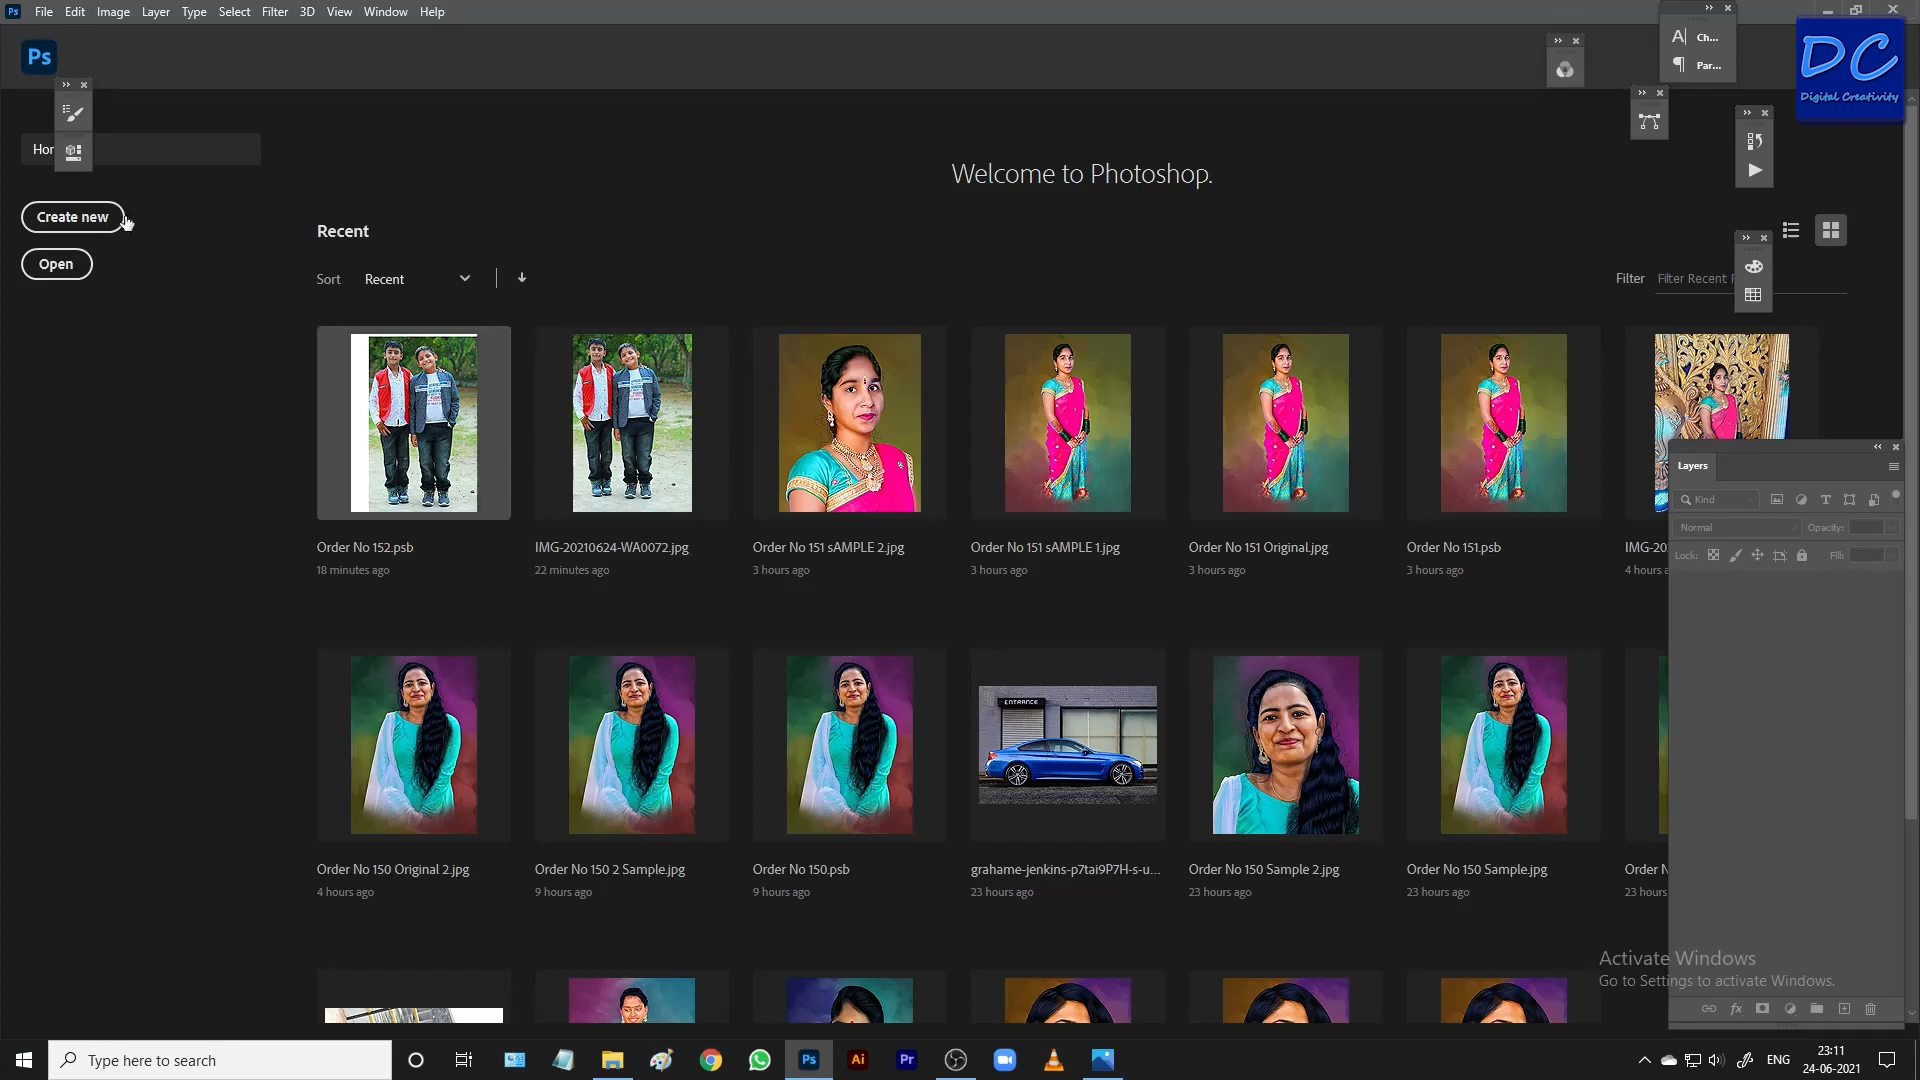 Ps File Edit Image Layer Type Select Filter 3D View Window Help
Ps
Ch...
Par...
DC
Digital Creativity
Hor
Welcome to Photoshop.
Create new
Open
Recent
Sort Recent
Filter Filter Recent F
Order No 152.psb
18 minutes ago
IMG-20210624-WA0072.jpg
22 minutes ago
Order No 151 sAMPLE 2.jpg
3 hours ago
Order No 151 sAMPLE 1.jpg
3 hours ago
Order No 151 Original.jpg
3 hours ago
Order No 151.psb
3 hours ago
IMG-20
4 hours a
Layers
Kind
Normal Opacity:
Lock: Fill:
ENTRANCE
Order No 150 Original 2.jpg
4 hours ago
Order No 150 2 Sample.jpg
9 hours ago
Order No 150.psb
9 hours ago
grahame-jenkins-p7tai9P7H-s-u...
23 hours ago
Order No 150 Sample 2.jpg
23 hours ago
Order No 150 Sample.jpg
23 hours ago
Order N
23 hours
Activate Windows
Go to Settings to activate Windows.
fx
Type here to search
Ps Ai Pr
ENG
23:11
24-06-2021